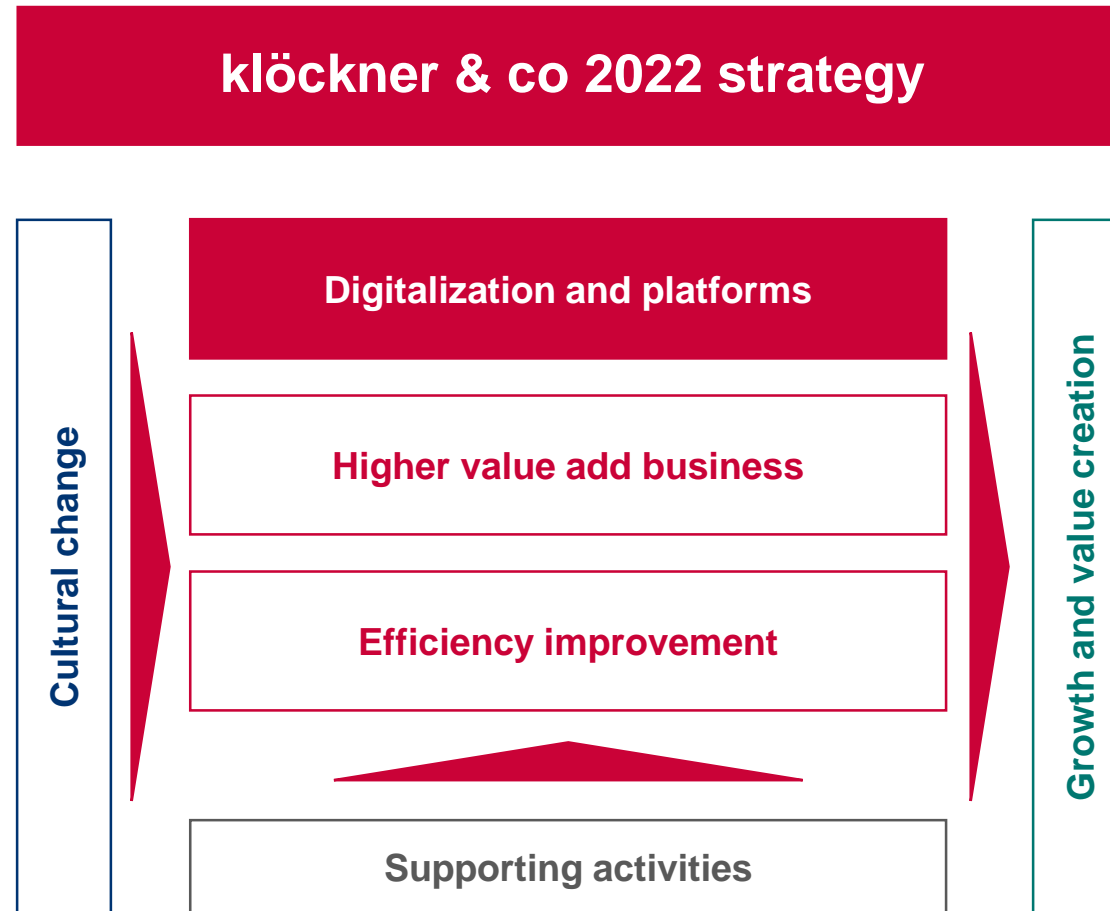 klöckner & co 2022 strategy
Cultural change
Digitalization and platforms
Higher value add business
Efficiency improvement
Supporting activities
Growth and value creation